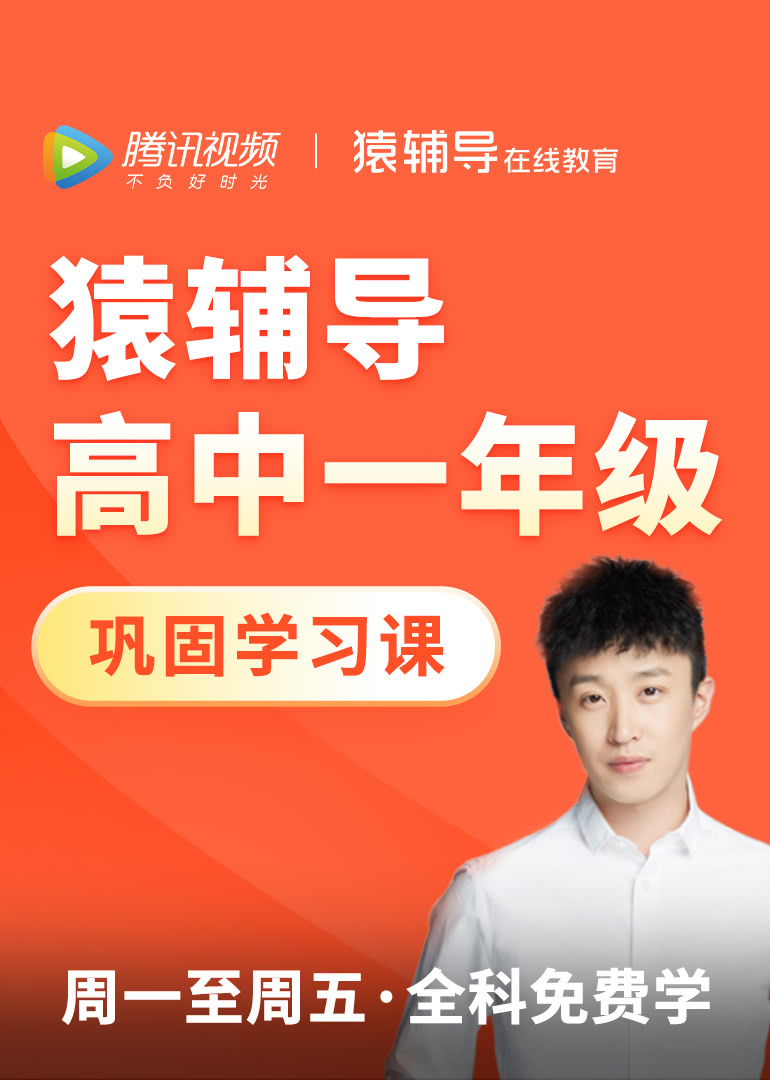 腾讯视频
不负好时光
猿辅导 在线教育
猿辅导
高中一年级
巩固学习课
周一至周五·全科免费学